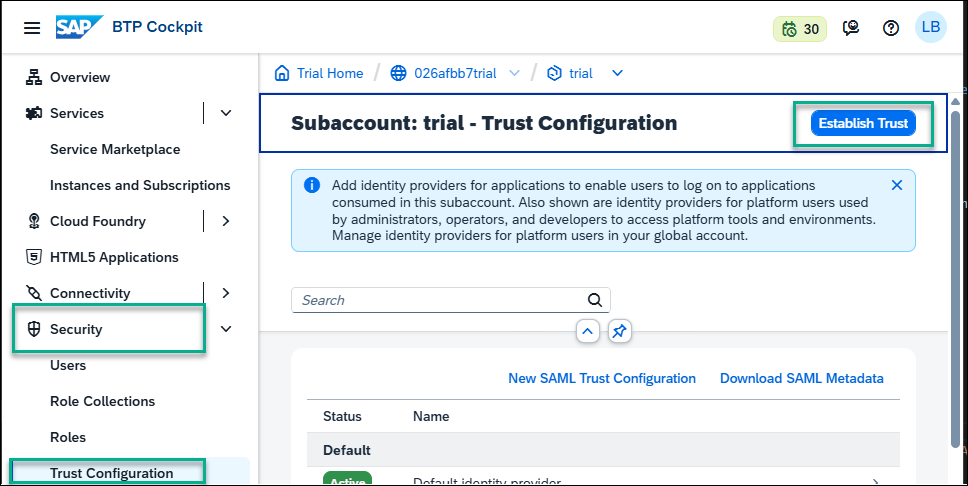 SAP BTP Cockpit
30
LB
Overview
Services
Service Marketplace
Instances and Subscriptions
Cloud Foundry
HTML5 Applications
Connectivity
Security
Users
Role Collections
Roles
Trust Configuration
Trial Home / 026afbb7trial / trial
Subaccount: trial - Trust Configuration
Establish Trust
Add identity providers for applications to enable users to log on to applications
consumed in this subaccount. Also shown are identity providers for platform users used
by administrators, operators, and developers to access platform tools and environments.
Manage identity providers for platform users in your global account.
Search
New SAML Trust Configuration
Download SAML Metadata
Status Name
Default
Active Default identity provider